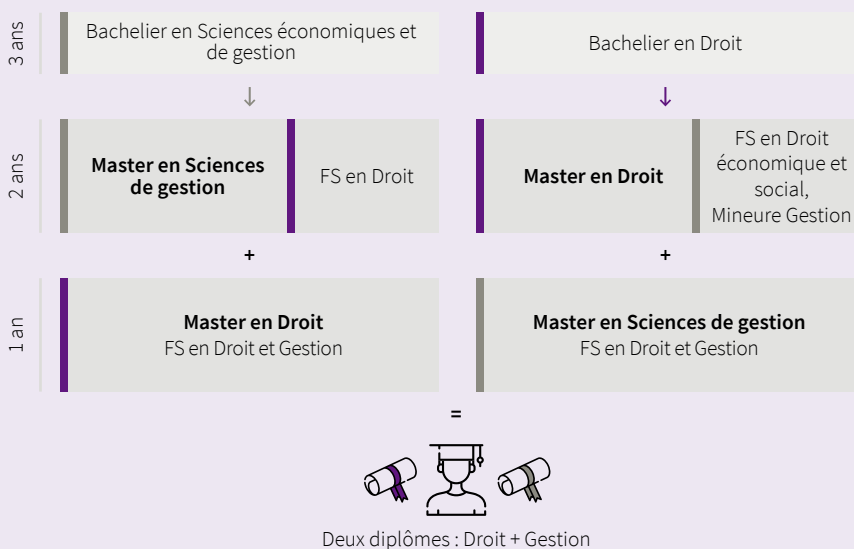 3 ans
Bachelier en Sciences économiques et
de gestion
Bachelier en Droit
↓
↓
2 ans
Master en Sciences
de gestion
FS en Droit
Master en Droit
FS en Droit
économique et
social,
Mineure Gestion
+
+
1 an
Master en Droit
FS en Droit et Gestion
Master en Sciences de gestion
FS en Droit et Gestion
=
Deux diplômes : Droit + Gestion